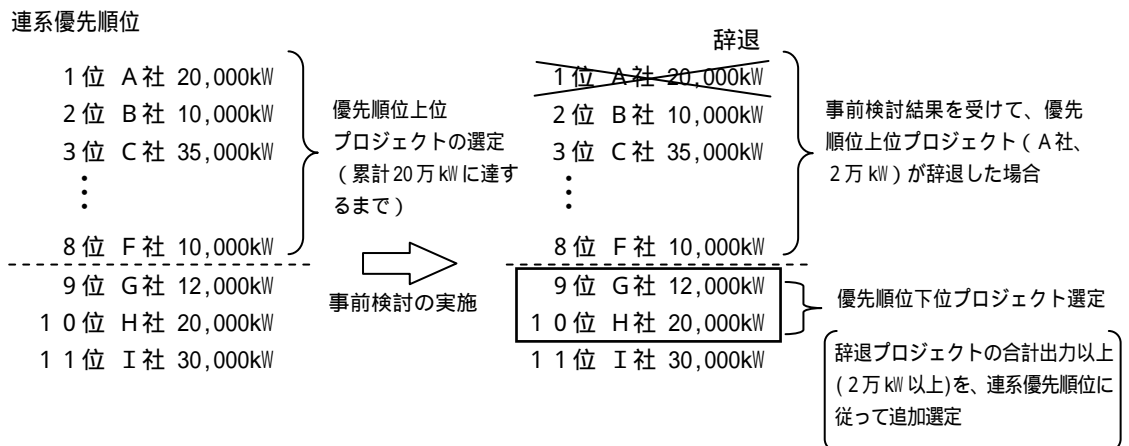 連系優先順位
1位 A社 20,000kW
2位 B社 10,000kW
3位 C社 35,000kW
・
・
・
8位 F社 10,000kW
9位 G社 12,000kW
10位 H社 20,000kW
11位 I社 30,000kW
優先順位上位
プロジェクトの選定
(累計20万kWに達す
るまで)
事前検討の実施
辞退
1位 A社 20,000kW
2位 B社 10,000kW
3位 C社 35,000kW
・
・
・
8位 F社 10,000kW
9位 G社 12,000kW
10位 H社 20,000kW
11位 I社 30,000kW
事前検討結果を受けて、優先
順位上位プロジェクト(A社、
2万kW)が辞退した場合
優先順位下位プロジェクト選定
辞退プロジェクトの合計出力以上
(2万kW以上)を、連系優先順位に
従って追加選定